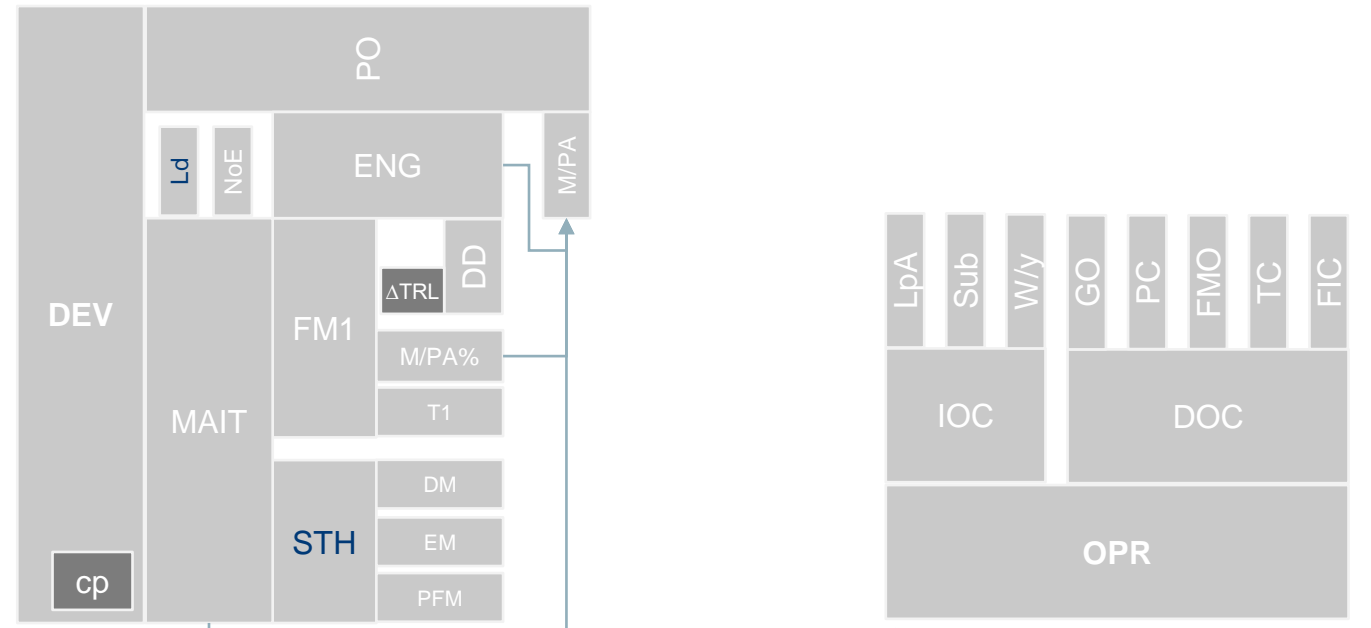 PO
Ld
NoE
ENG
M/PA
DEV
MAIT
FM1
∆TRL
DD
M/PA%
T1
STH
DM
EM
PFM
cp
LpA
Sub
W/y
GO
PC
FMO
TC
FIC
IOC
DOC
OPR